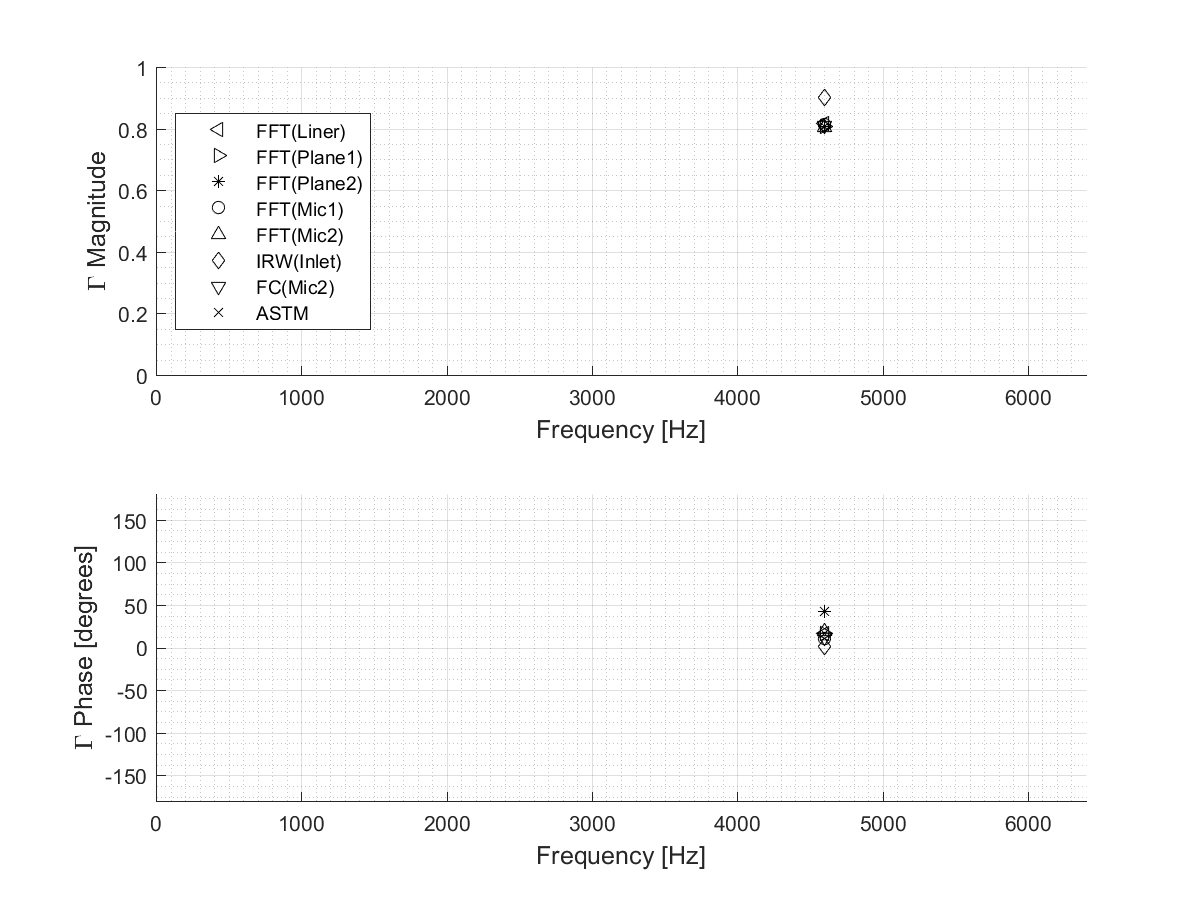 1
0.8
0.6
0.4
0.2
0
Γ Magnitude
FFT(Liner)
FFT(Plane1)
FFT(Plane2)
FFT(Mic1)
FFT(Mic2)
IRW(Inlet)
FC(Mic2)
ASTM
0 1000 2000 3000 4000 5000 6000
Frequency [Hz]
150
100
50
0
-50
-100
-150
Γ Phase [degrees]
0 1000 2000 3000 4000 5000 6000
Frequency [Hz]